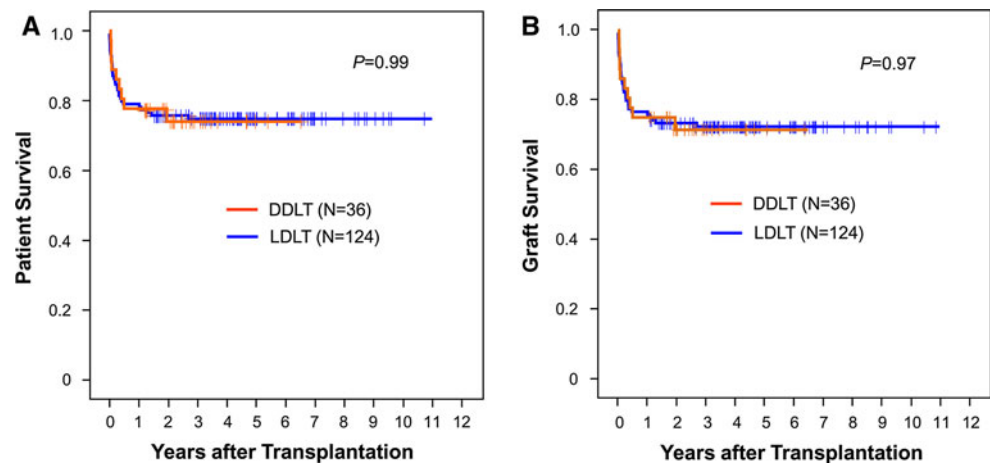 A
Patient Survival
1.0
0.8
0.6
0.4
0.2
0
P=0.99
DDLT (N=36)
LDLT (N=124)
0 1 2 3 4 5 6 7 8 9 10 11 12
Years after Transplantation
B
Graft Survival
1.0
0.8
0.6
0.4
0.2
0
P=0.97
DDLT (N=36)
LDLT (N=124)
0 1 2 3 4 5 6 7 8 9 10 11 12
Years after Transplantation